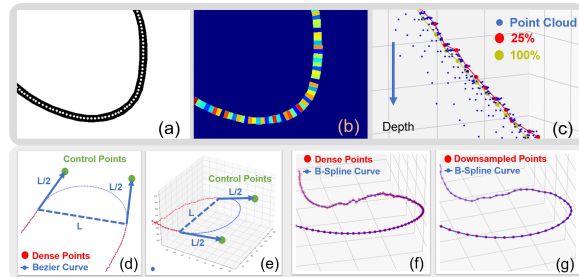 (a)
(b)
Point Cloud
25%
100%
Depth
(c)
Control Points
L/2
L/2
L
Dense Points
Bezier Curve
(d)
Control Points
L/2
L
L/2
(e)
Dense Points
B-Spline Curve
(f)
Downsampled Points
B-Spline Curve
(g)